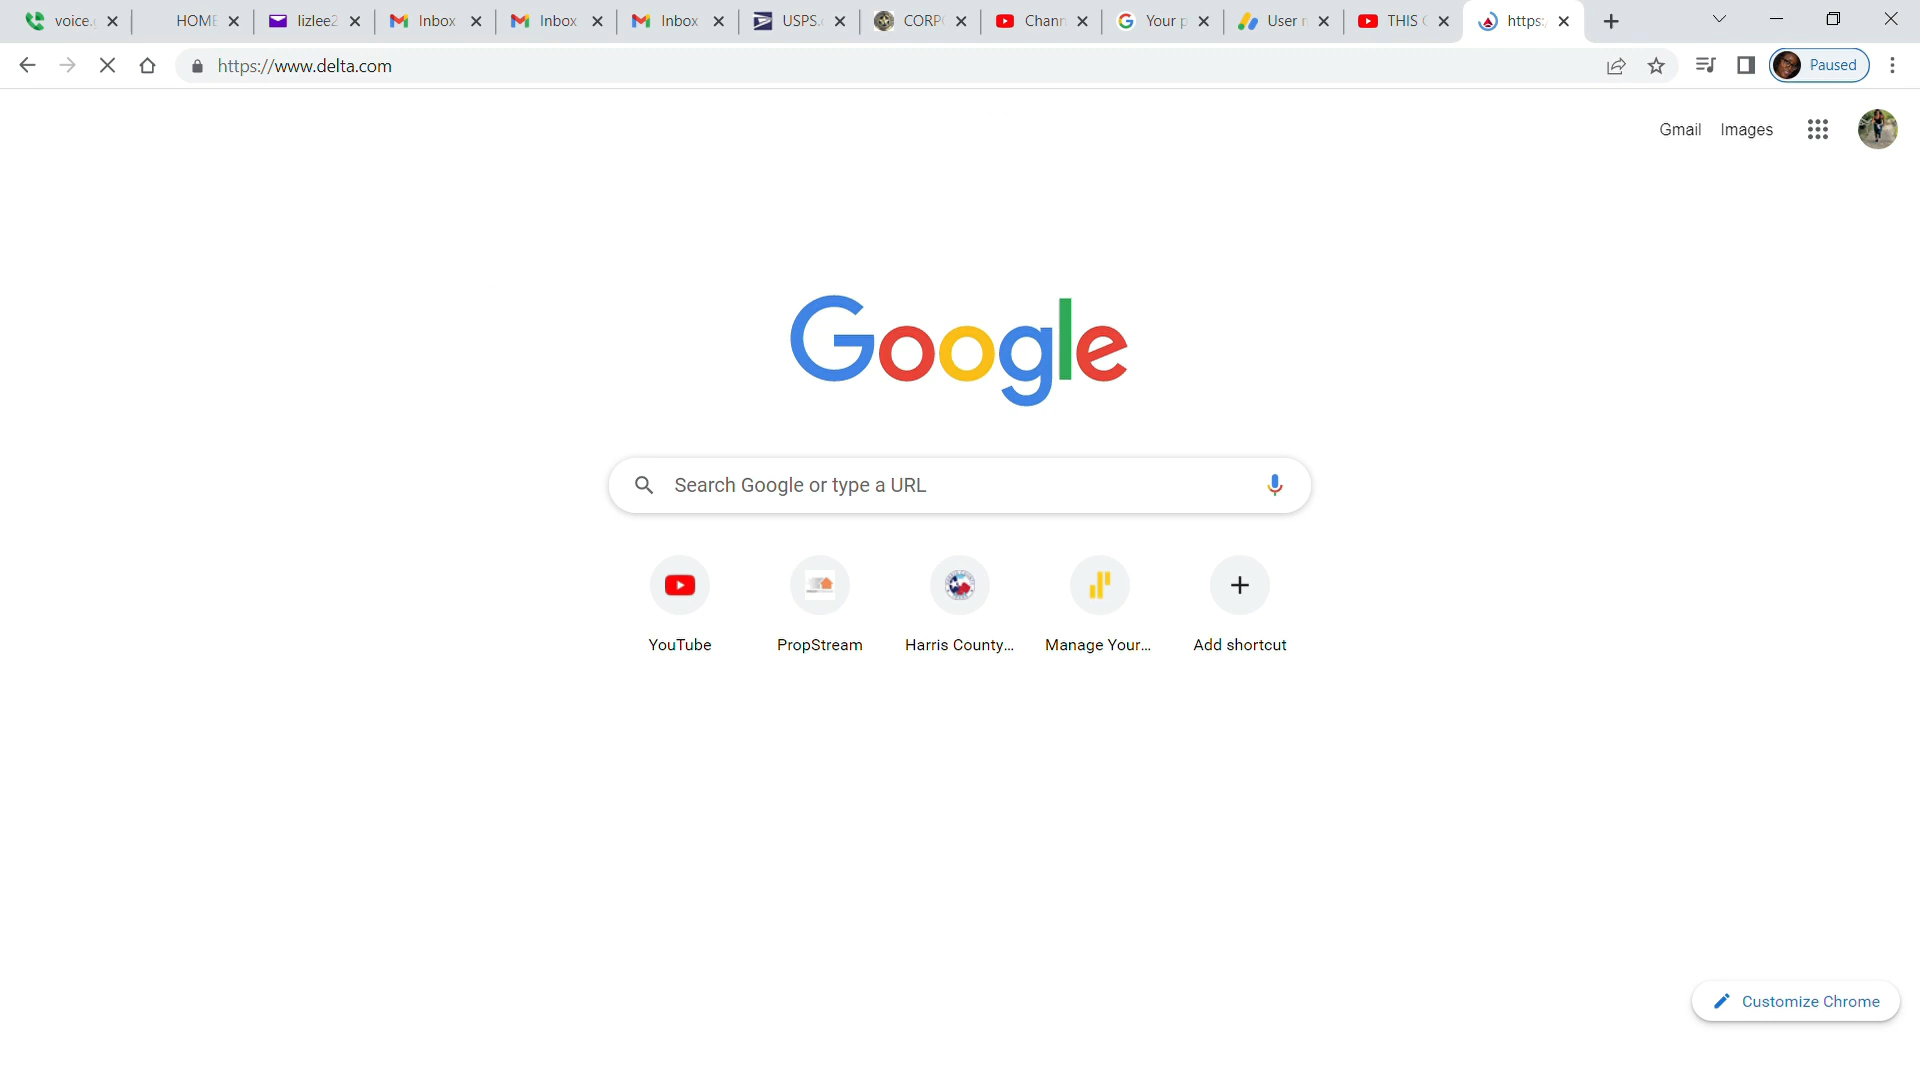 voice. HOME lizlee2 Inbox Inbox Inbox USPS. CORP Chann Your p User r THIS https:
https://www.delta.com Paused
Gmail Images
Google
Search Google or type a URL
YouTube PropStream Harris County... Manage Your... Add shortcut
Customize Chrome